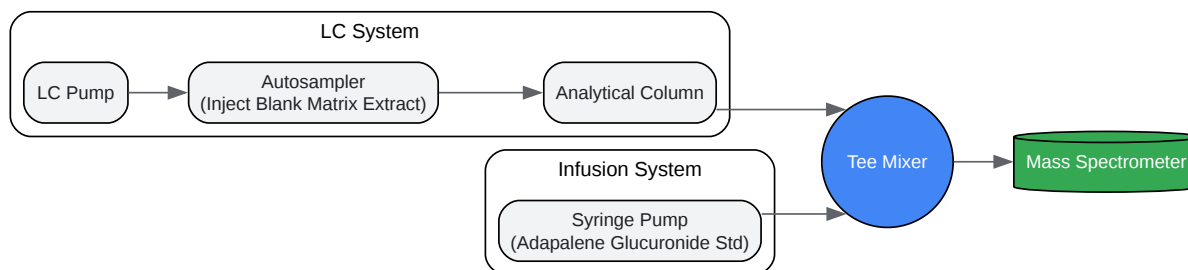 LC System
LC Pump
Autosampler
(Inject Blank Matrix Extract)
Analytical Column
Tee Mixer
Mass Spectrometer
Infusion System
Syringe Pump
(Adapalene Glucuronide Std)